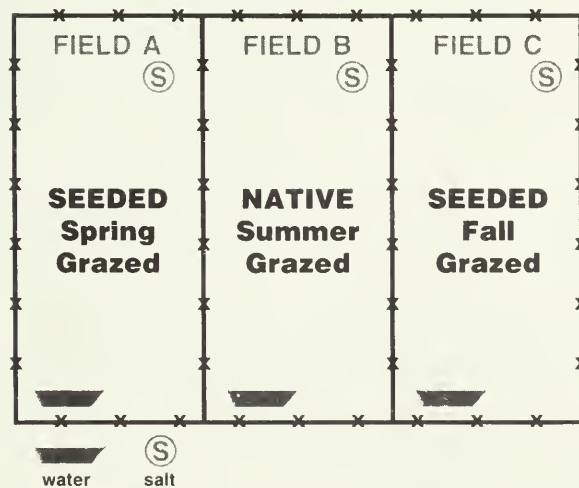 FIELD A
FIELD B
FIELD C
S
S
S
SEEDED
Spring
Grazed
NATIVE
Summer
Grazed
SEEDED
Fall
Grazed
S
water
salt